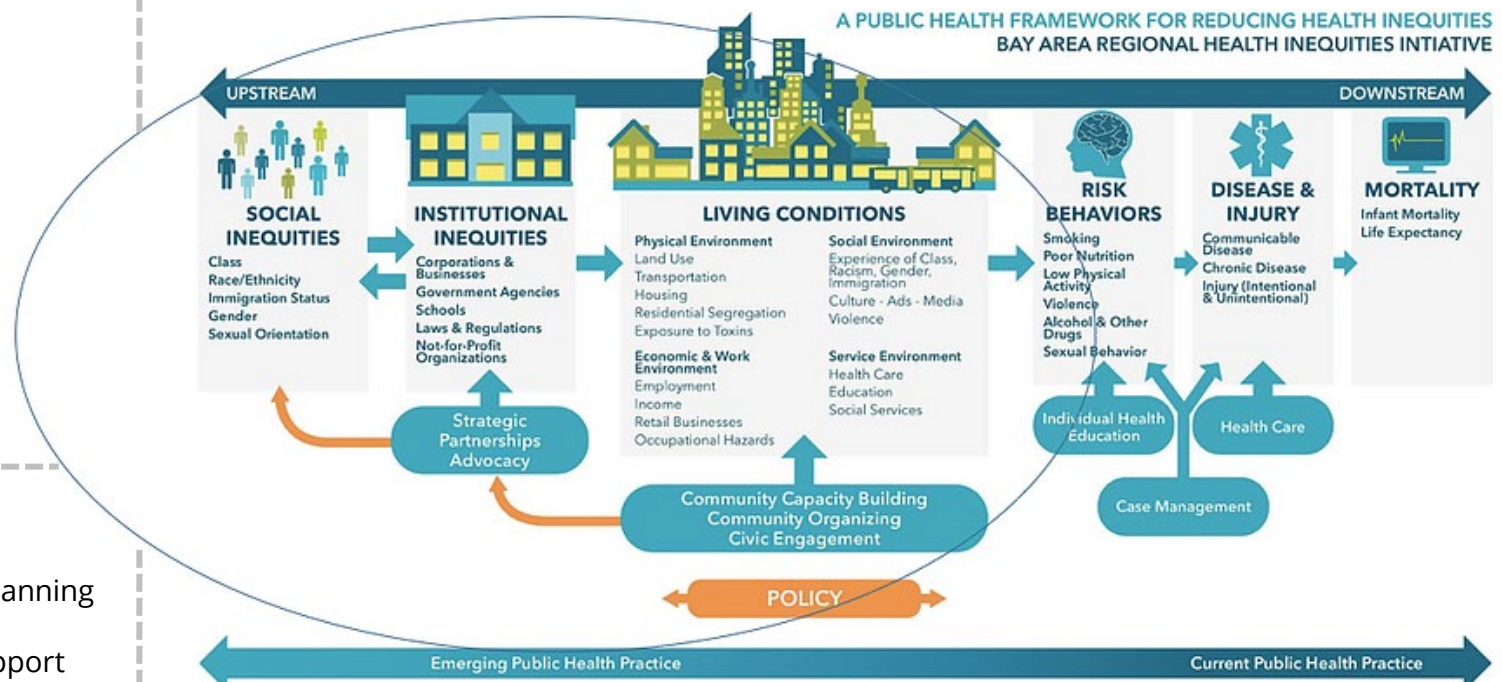 A PUBLIC HEALTH FRAMEWORK FOR REDUCING HEALTH INEQUITIES
BAY AREA REGIONAL HEALTH INEQUITIES INTIATIVE
UPSTREAM
DOWNSTREAM
SOCIAL
INEQUITIES
Class
Race/Ethnicity
Immigration Status
Gender
Sexual Orientation
INSTITUTIONAL
INEQUITIES
Corporations &
Businesses
Government Agencies
Schools
Laws & Regulations
Not-for-Profit
Organizations
LIVING CONDITIONS
Physical Environment
Land Use
Transportation
Housing
Residential Segregation
Exposure to Toxins
Economic & Work
Environment
Employment
Income
Retail Businesses
Occupational Hazards
Social Environment
Experience of Class,
Racism, Gender,
Immigration
Culture - Ads - Media
Violence
Service Environment
Health Care
Education
Social Services
RISK
BEHAVIORS
Smoking
Poor Nutrition
Low Physical
Activity
Violence
Alcohol & Other
Drugs
Sexual Behavior
DISEASE &
INJURY
Communicable
Disease
Chronic Disease
Injury (Intentional
& Unintentional)
MORTALITY
Infant Mortality
Life Expectancy
Strategic
Partnerships
Advocacy
Individual Health
Education
Health Care
Case Management
Community Capacity Building
Community Organizing
Civic Engagement
POLICY
anning
pport
Emerging Public Health Practice
Current Public Health Practice